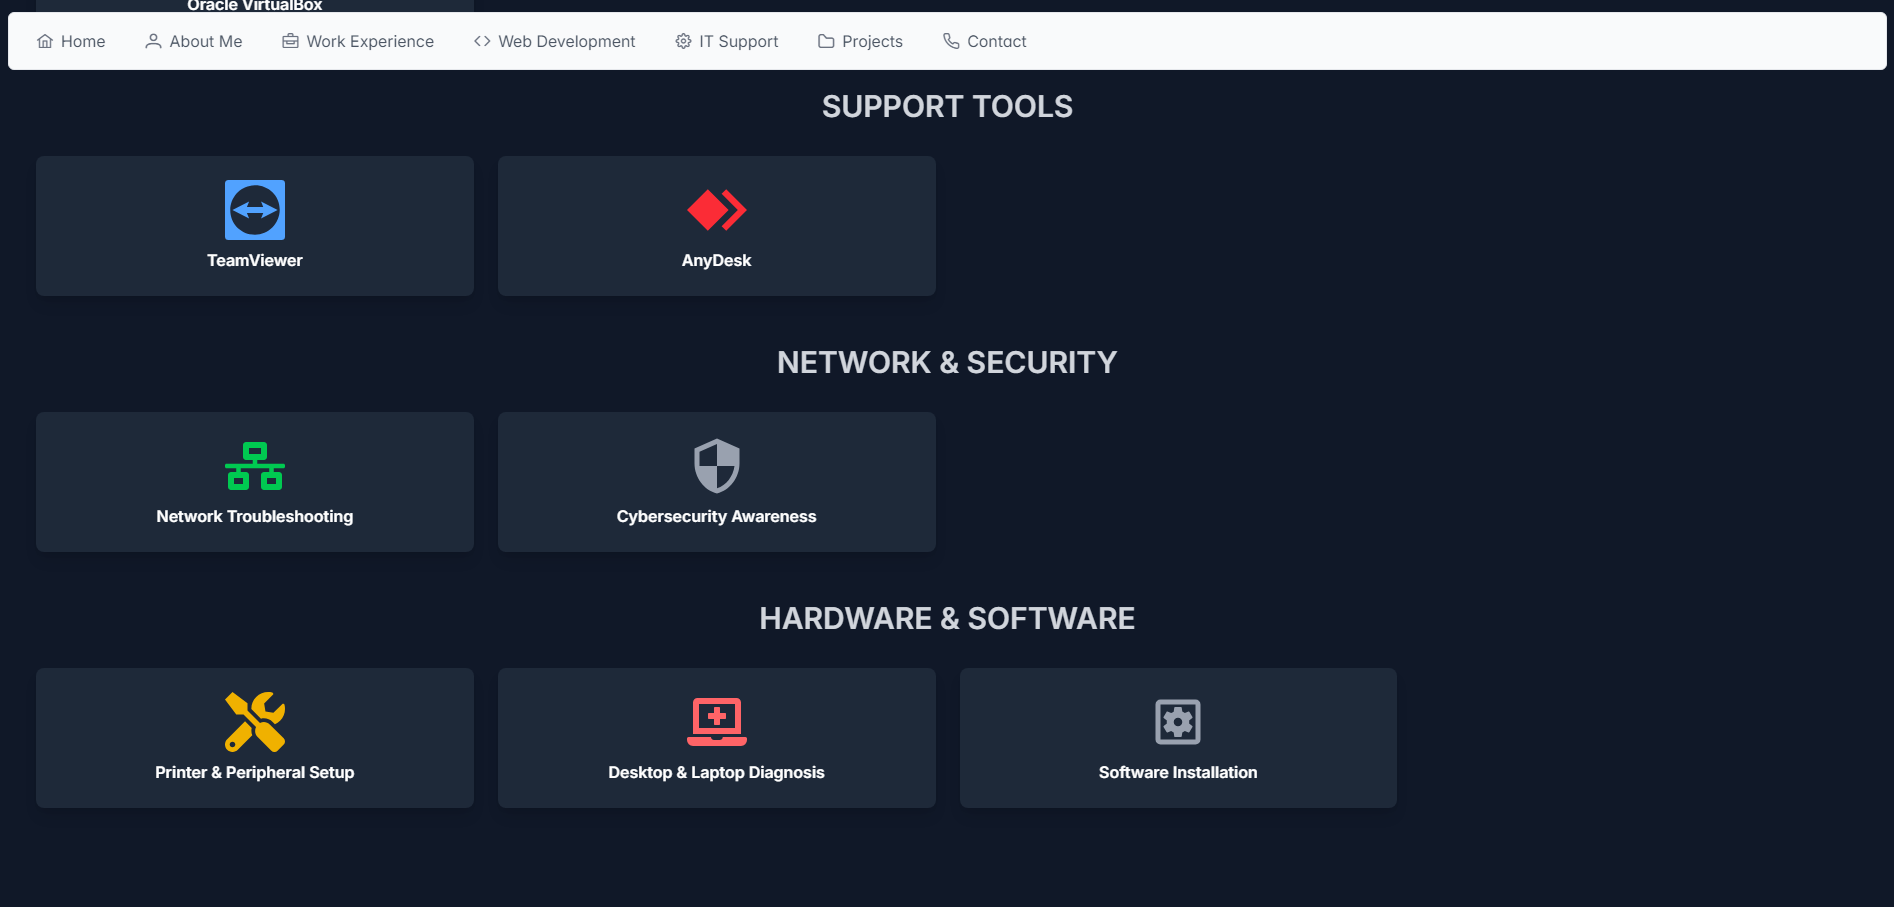 Oracle VirtualBox
Home About Me Work Experience Web Development IT Support Projects Contact
SUPPORT TOOLS
TeamViewer AnyDesk
NETWORK & SECURITY
Network Troubleshooting Cybersecurity Awareness
HARDWARE & SOFTWARE
Printer & Peripheral Setup Desktop & Laptop Diagnosis Software Installation